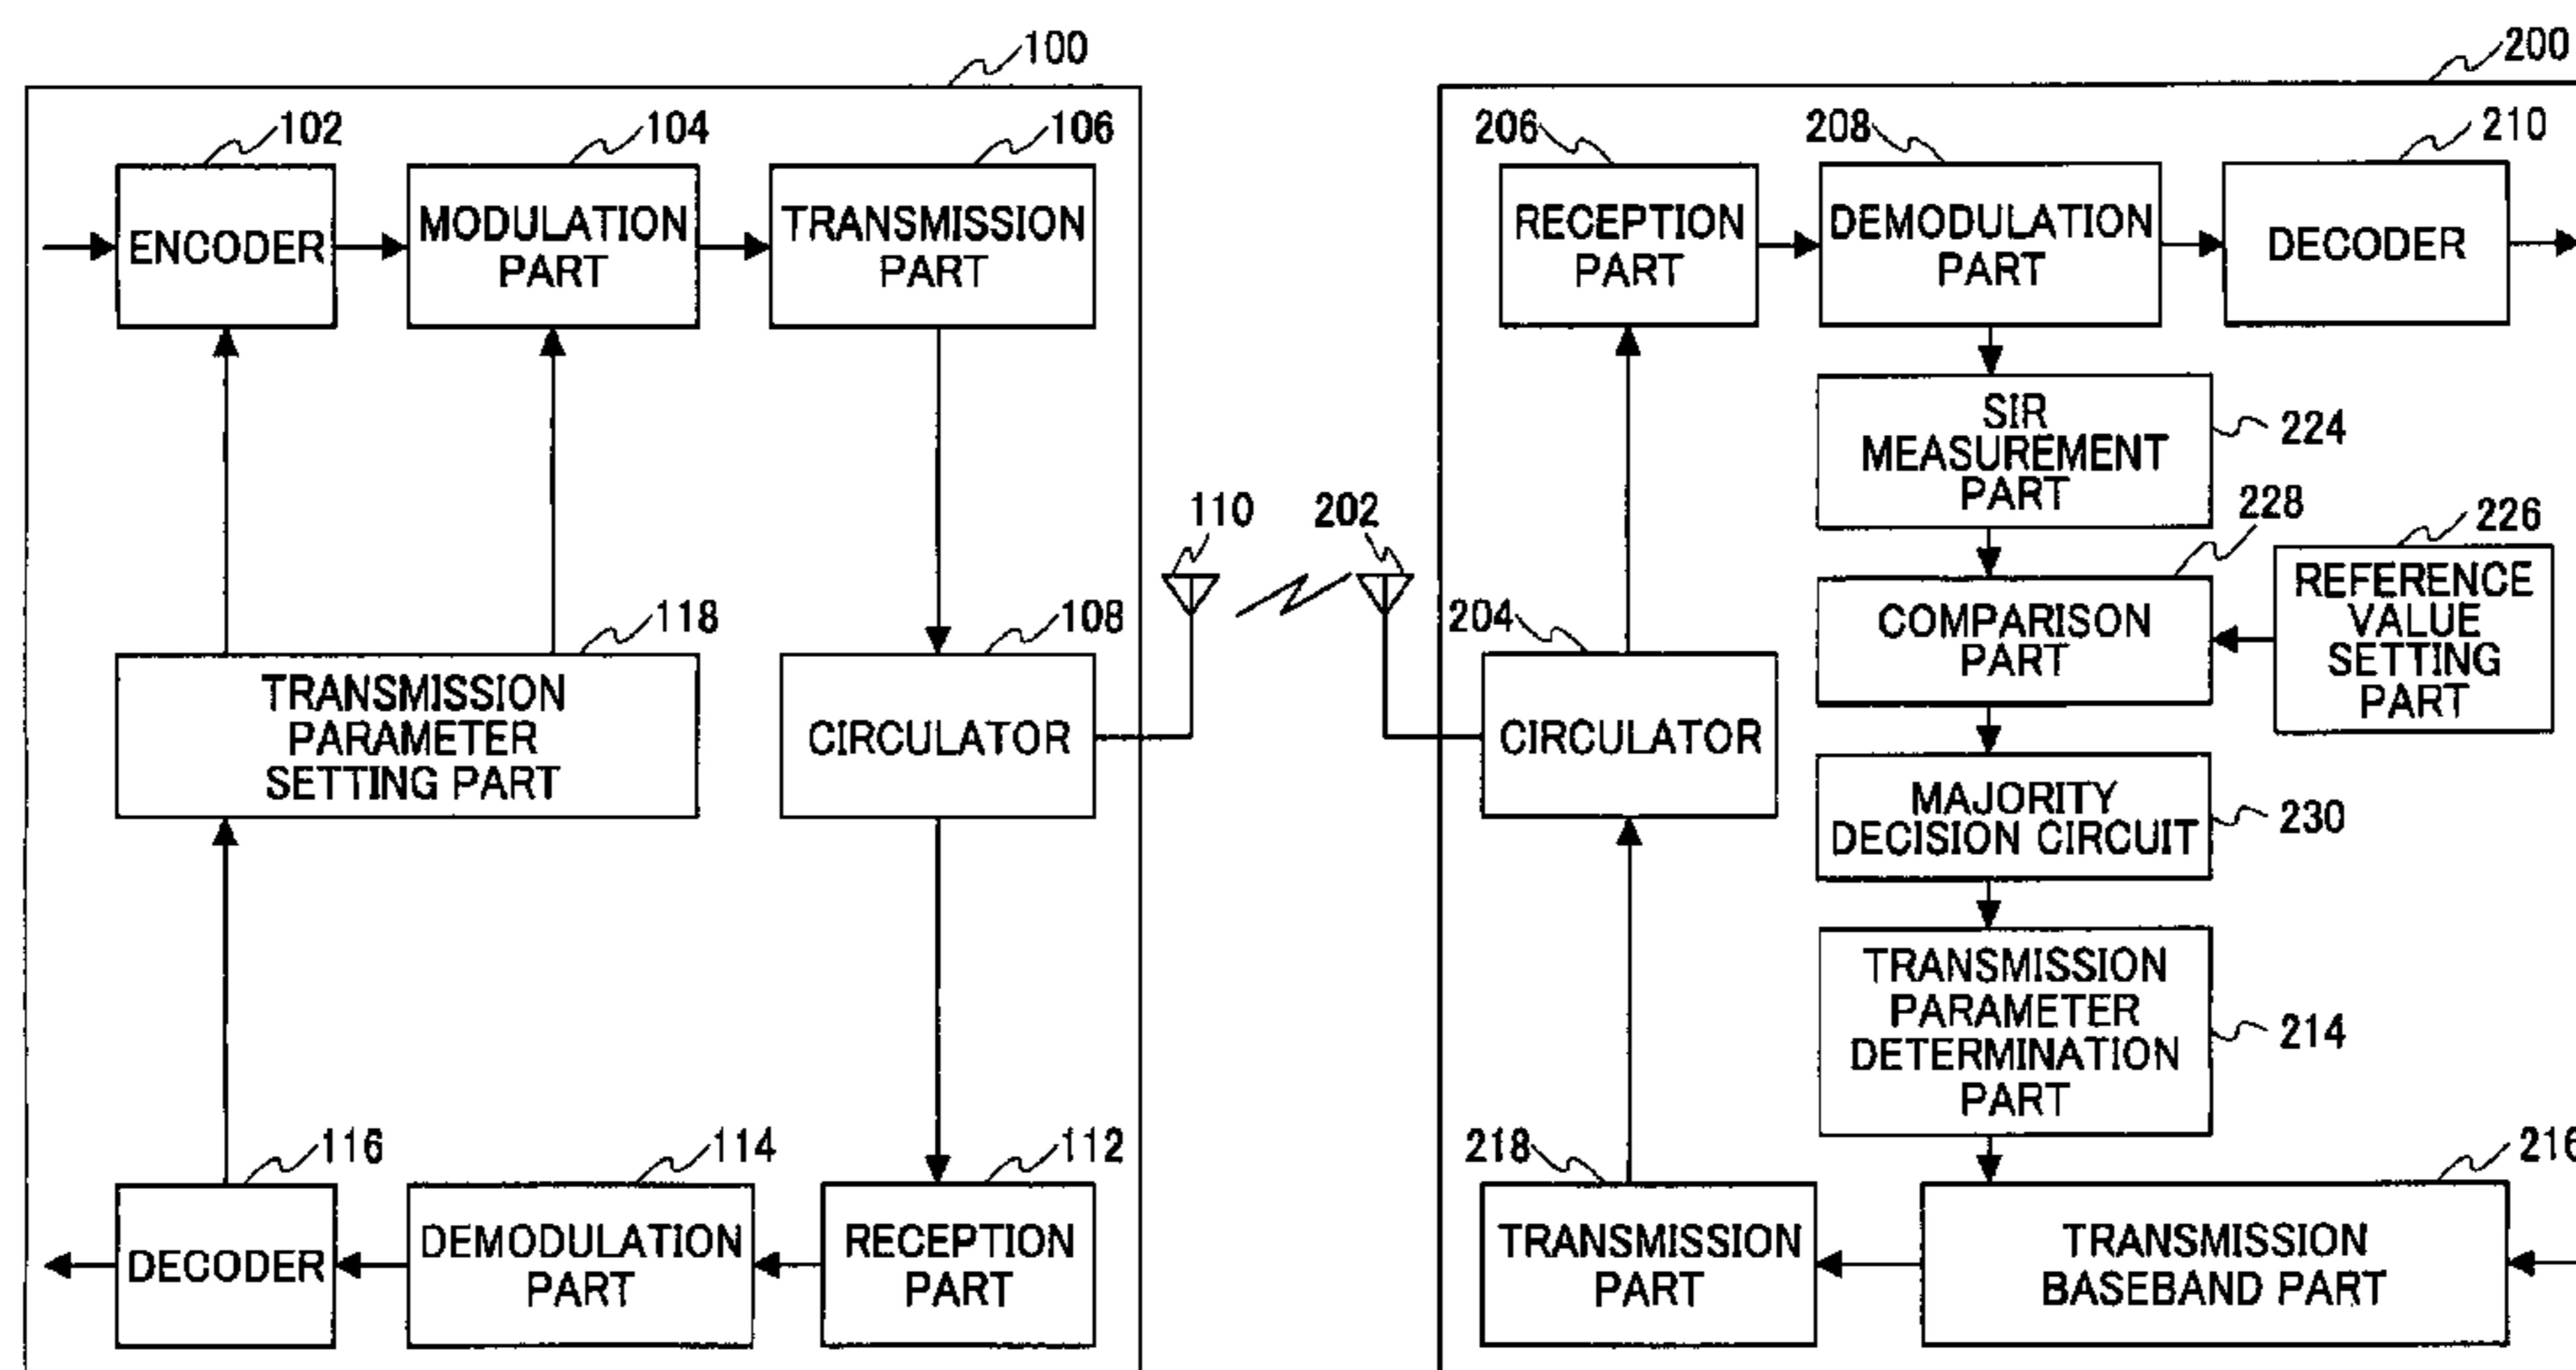 100
200
102
104
106
206
208
210
ENCODER
MODULATION
PART
TRANSMISSION
PART
RECEPTION
PART
DEMODULATION
PART
DECODER
SIR
MEASUREMENT
PART
224
110
202
228
226
118
108
204
COMPARISON
PART
REFERENCE
VALUE
SETTING
PART
TRANSMISSION
PARAMETER
SETTING PART
CIRCULATOR
CIRCULATOR
MAJORITY
DECISION CIRCUIT
230
TRANSMISSION
PARAMETER
DETERMINATION
PART
214
116
114
112
218
216
DECODER
DEMODULATION
PART
RECEPTION
PART
TRANSMISSION
PART
TRANSMISSION
BASEBAND PART